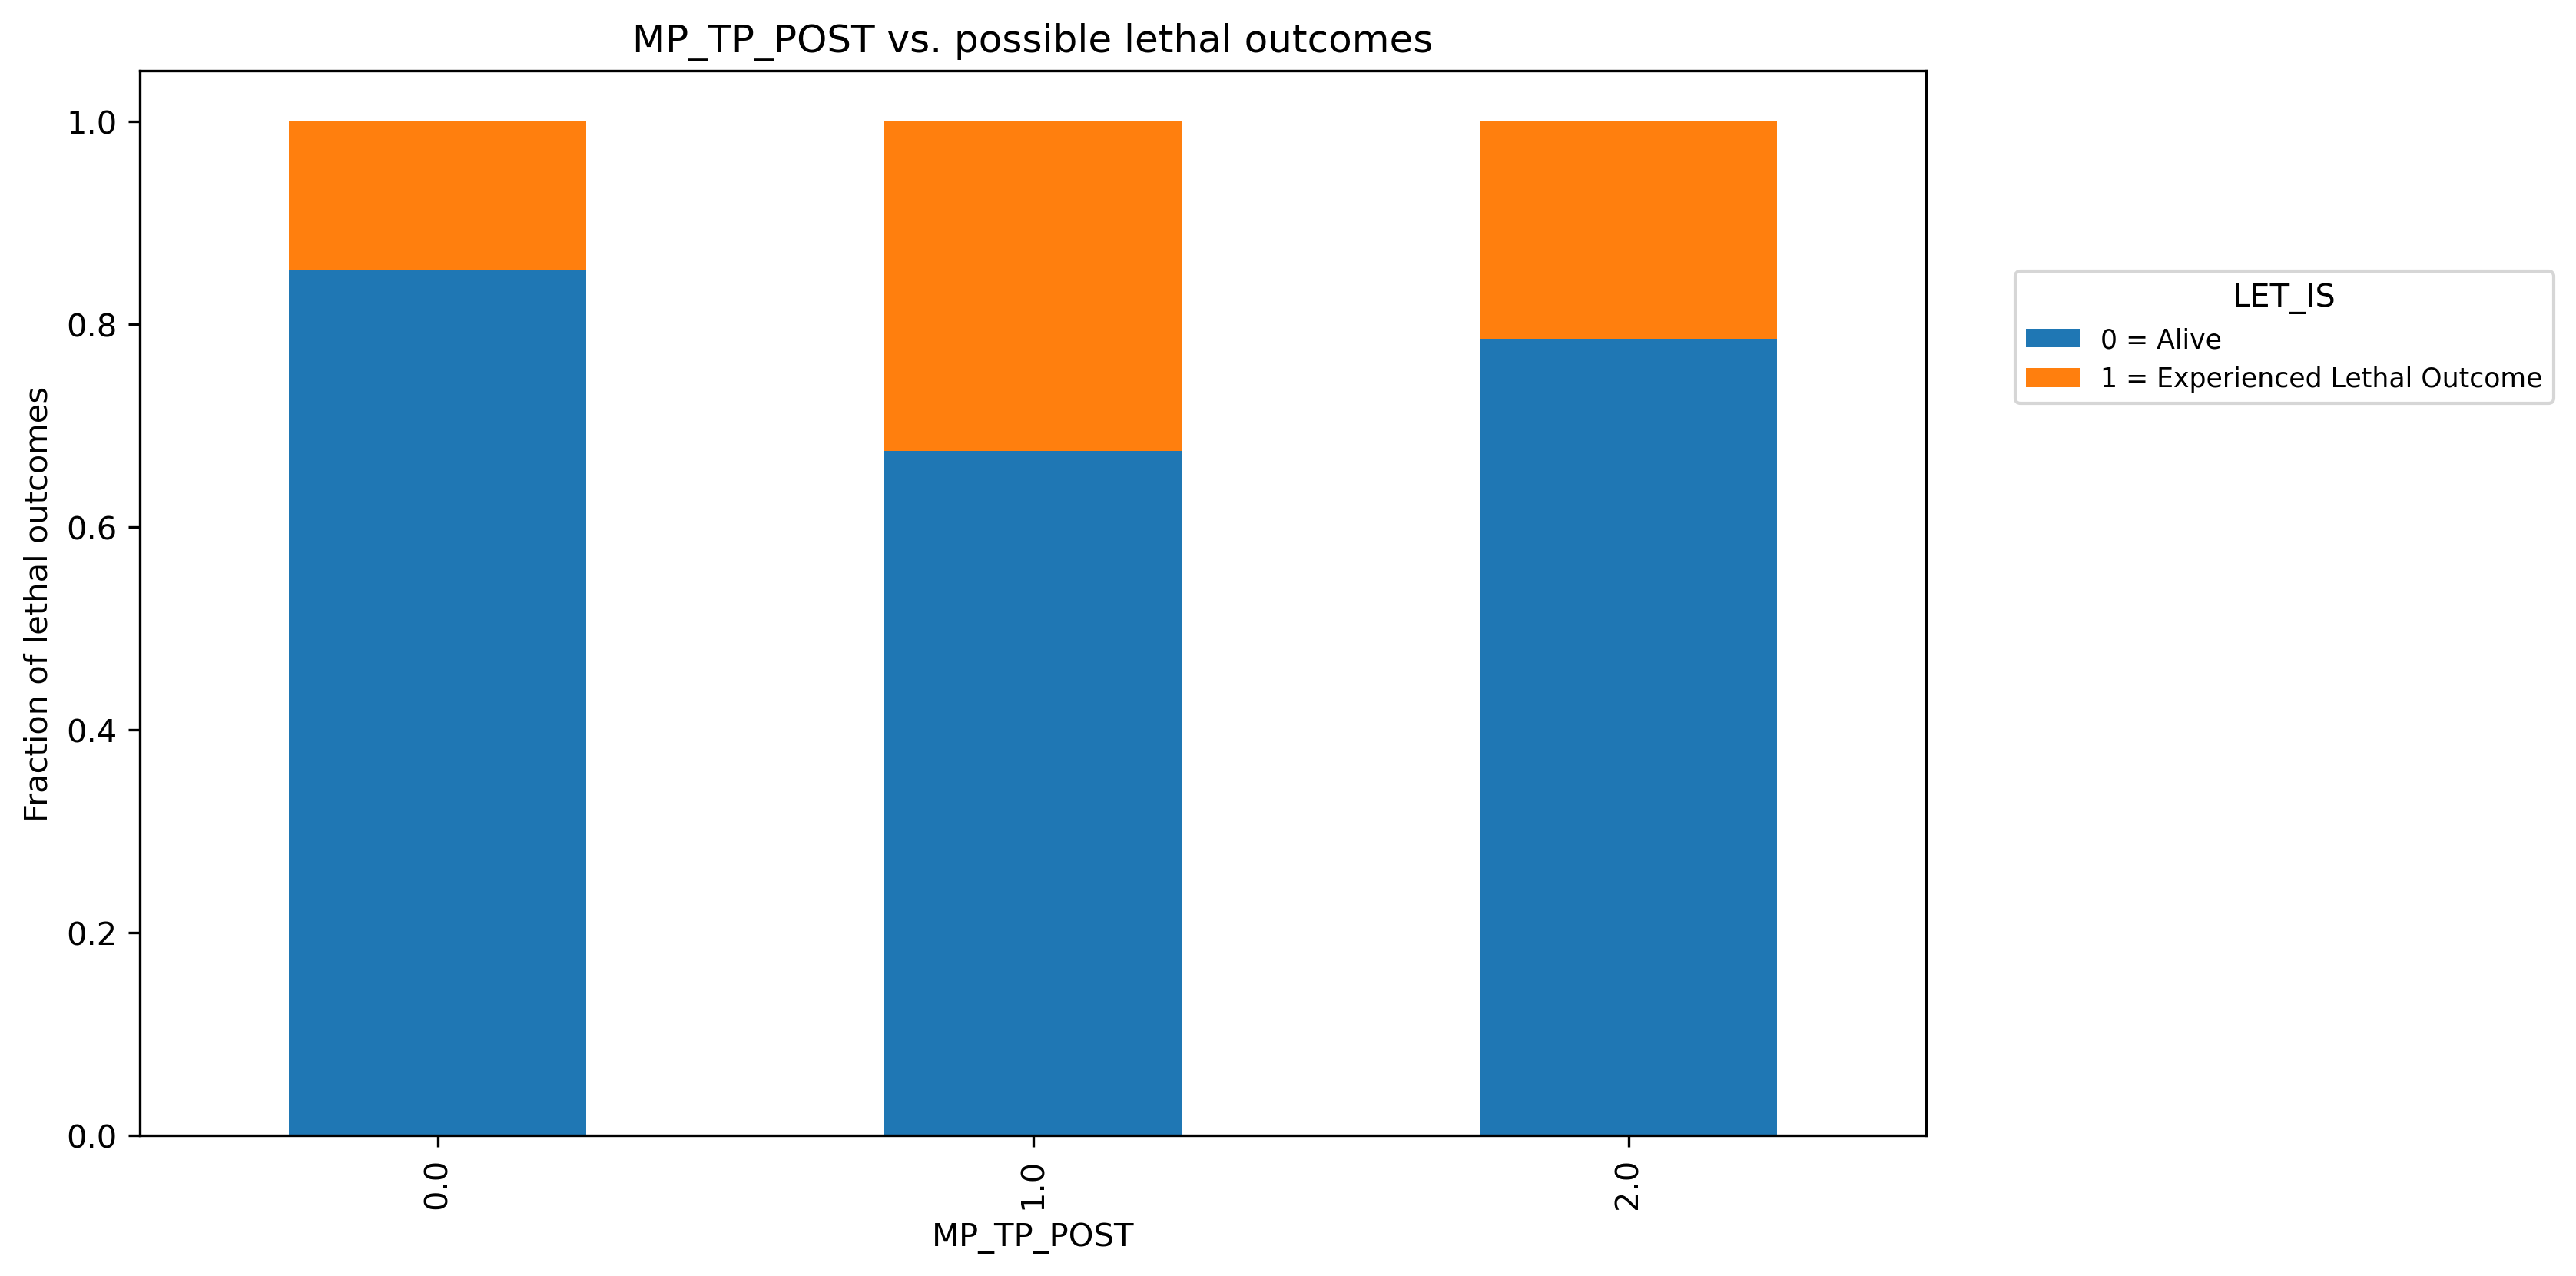 MP_TP_POST vs. possible lethal outcomes
Fraction of lethal outcomes
1.0
0.8
0.6
0.4
0.2
0.0
0.0
1.0
2.0
MP_TP_POST
LET_IS
0 = Alive
1 = Experienced Lethal Outcome